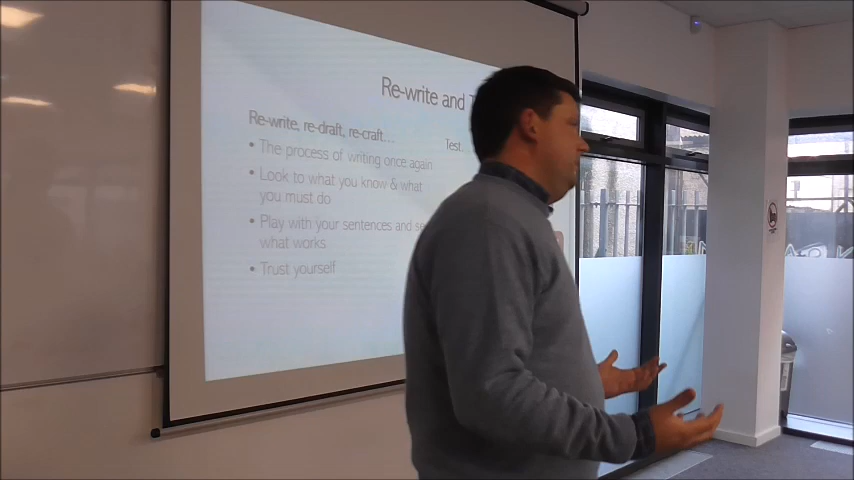 Re-write and
Re-write, re-draft, re-craft…
Test
• The process of writing once again
• Look to what you know & what
you must do
• Play with your sentences and
what works
• Trust yourself